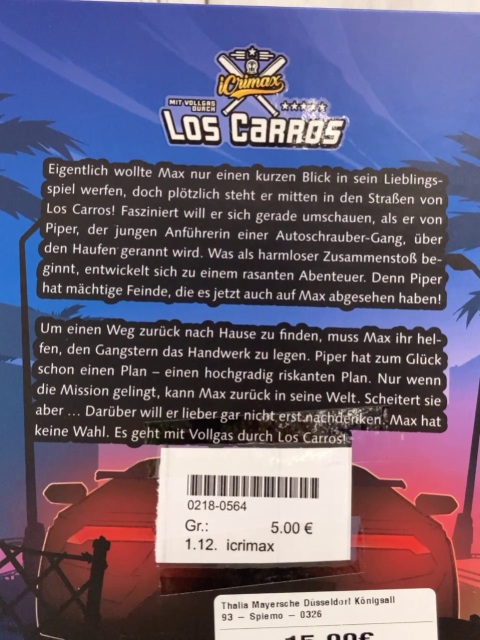 iCrimax
MIT VOLLGAS
DURCH
LOS CARROS
Eigentlich wollte Max nur einen kurzen Blick in sein Lieblings-
spiel werfen, doch plötzlich steht er mitten in den Straßen von
Los Carros! Fasziniert will er sich gerade umschauen, als er von
Piper, der jungen Anführerin einer Autoschrauber-Gang, über
den Haufen gerannt wird. Was als harmloser Zusammenstoß be-
ginnt, entwickelt sich zu einem rasanten Abenteuer. Denn Piper
hat mächtige Feinde, die es jetzt auch auf Max abgesehen haben!
Um einen Weg zurück nach Hause zu finden, muss Max ihr hel-
fen, den Gangstern das Handwerk zu legen. Piper hat zum Glück
schon einen Plan – einen hochgradig riskanten Plan. Nur wenn
die Mission gelingt, kann Max zurück in seine Welt. Scheitert sie
aber ... Darüber will er lieber gar nicht erst nachdenken. Max hat
keine Wahl. Es geht mit Vollgas durch Los Carros!
0218-0564
Gr.: 5.00 €
1.12. icrimax
Thalia Mayersche Düsseldorf Königsall
93 – Spiemo – 0326
15.00€